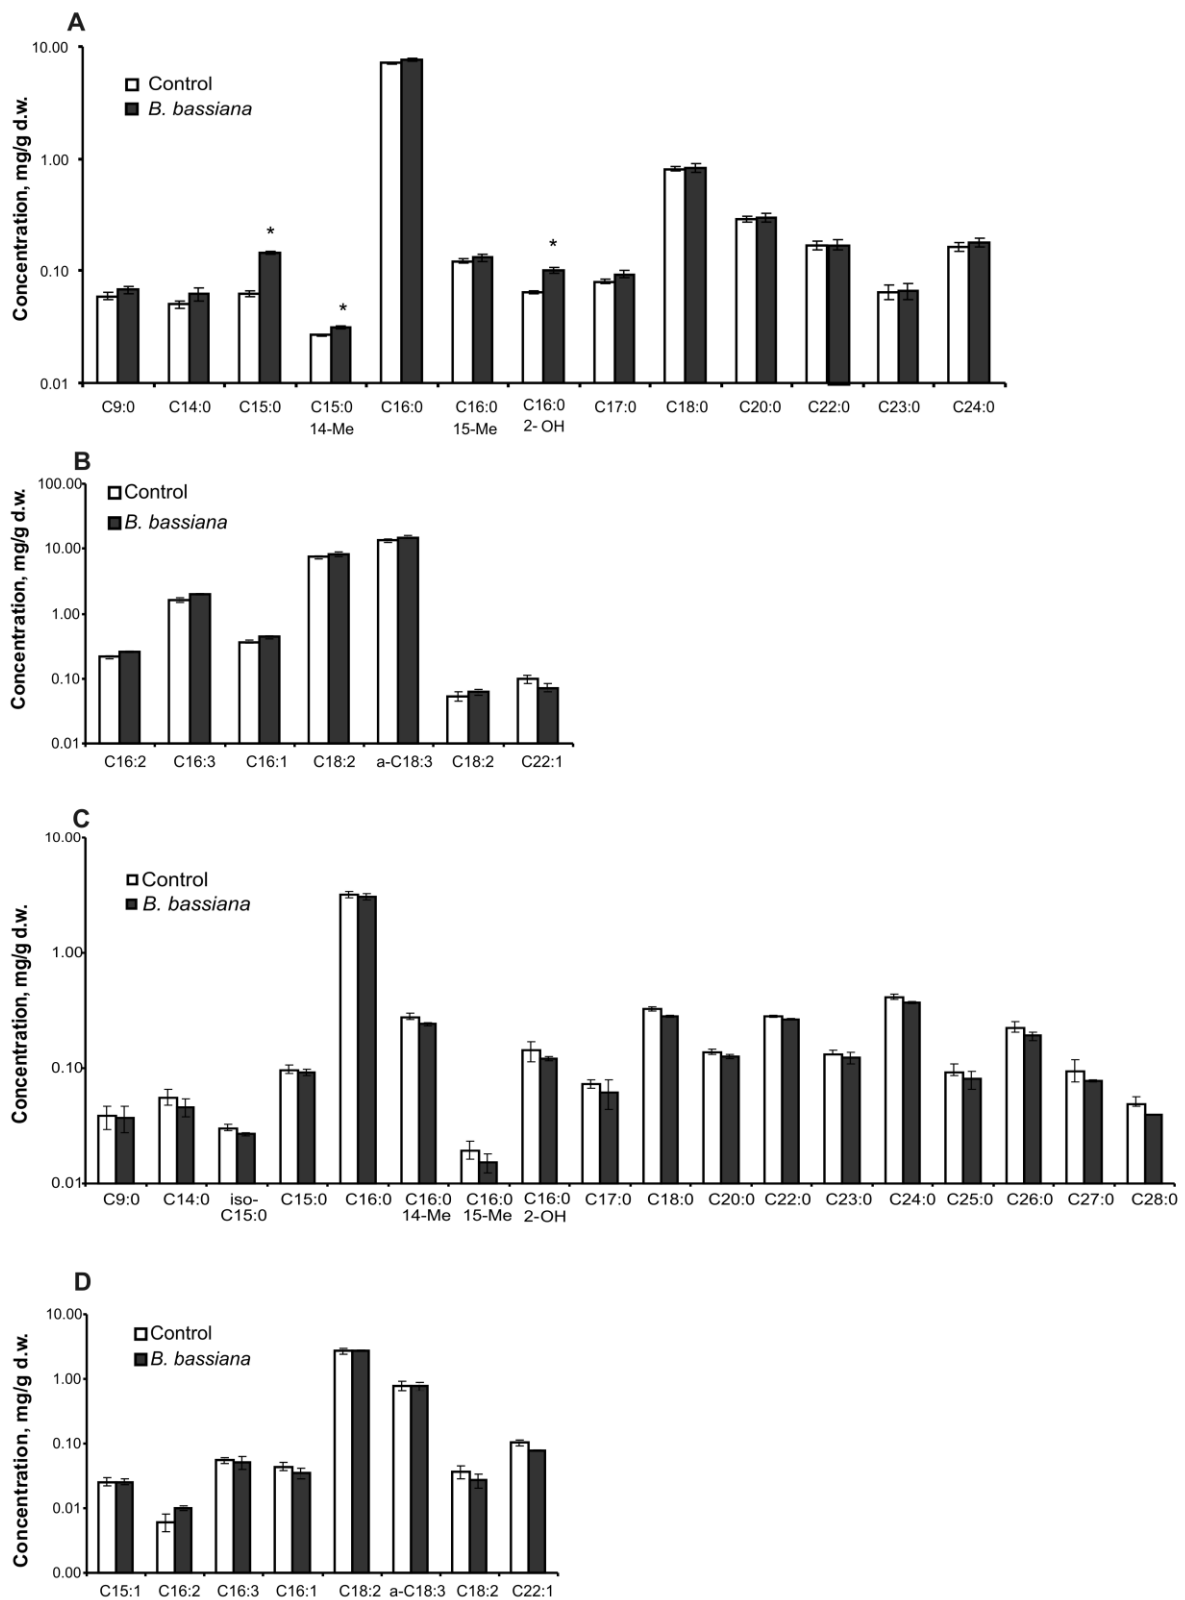 A
Concentration, mg/g d.w.
10.00
1.00
0.10
0.01
Control
B. bassiana
*
*
*
C9:0 C14:0 C15:0 C15:0 C16:0 C16:0 C16:0 C17:0 C18:0 C20:0 C22:0 C23:0 C24:0
14-Me 15-Me 2- OH
B
Concentration, mg/g d.w.
100.00
10.00
1.00
0.10
0.01
Control
B. bassiana
C16:2 C16:3 C16:1 C18:2 a-C18:3 C18:2 C22:1
C
Concentration, mg/g d.w.
10.00
1.00
0.10
0.01
Control
B. bassiana
C9:0 C14:0 iso- C15:0 C16:0 C16:0 C16:0 C16:0 C17:0 C18:0 C20:0 C22:0 C23:0 C24:0 C25:0 C26:0 C27:0 C28:0
C15:0 14-Me 15-Me 2-OH
D
Concentration, mg/g d.w.
10.00
1.00
0.10
0.01
0.00
Control
B. bassiana
C15:1 C16:2 C16:3 C16:1 C18:2 a-C18:3 C18:2 C22:1